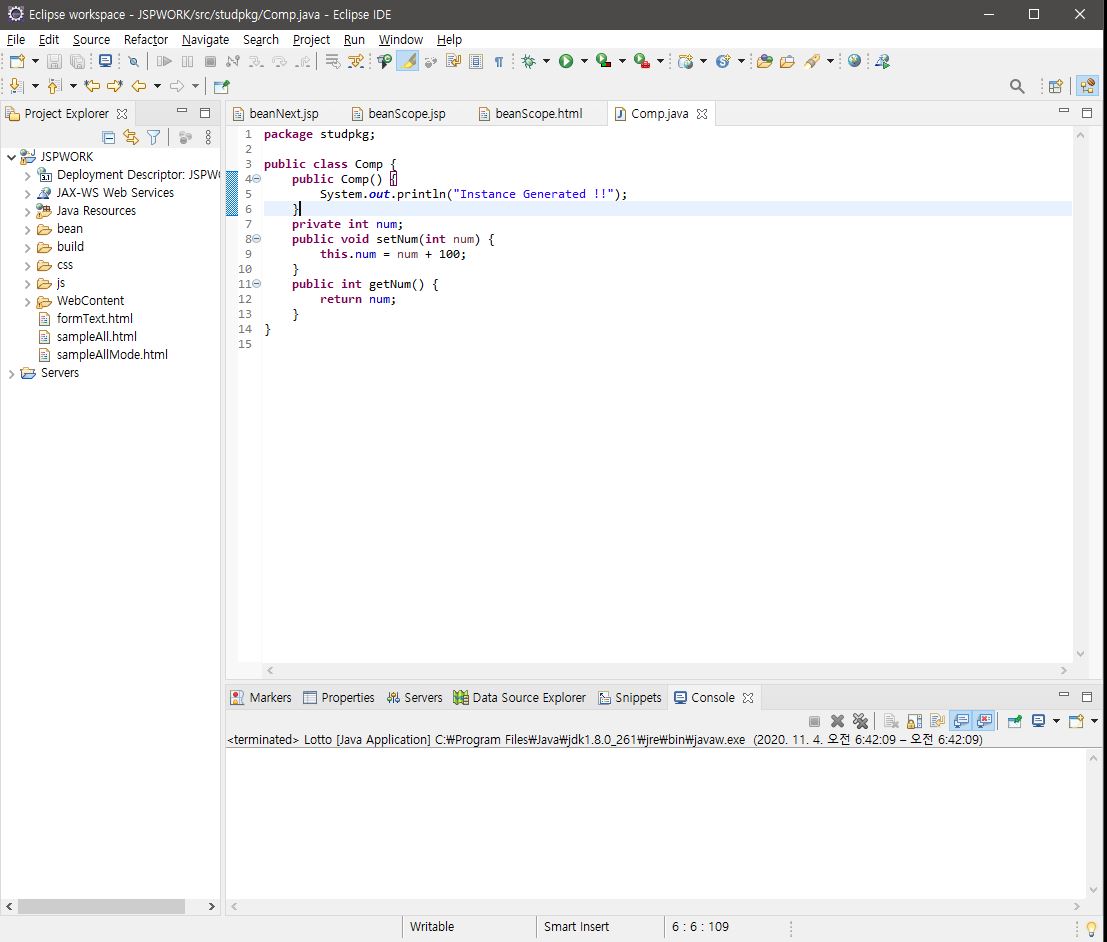 Eclipse workspace - JSPWORK/src/studpkg/Comp.java - Eclipse IDE
File Edit Source Refactor Navigate Search Project Run Window Help
Project Explorer
JSPWORK
Deployment Descriptor: JSPW
JAX-WS Web Services
Java Resources
bean
build
css
js
WebContent
formText.html
sampleAll.html
sampleAllMode.html
Servers
beanNext.jsp beanScope.jsp beanScope.html Comp.java
1 package studpkg;
2
3 public class Comp {
4 public Comp() {
5 System.out.println("Instance Generated !!");
6 }
7 private int num;
8 public void setNum(int num) {
9 this.num = num + 100;
10 }
11 public int getNum() {
12 return num;
13 }
14 }
15
Markers Properties Servers Data Source Explorer Snippets Console
<terminated> Lotto [Java Application] C:₩Program Files₩Java₩jdk1.8.0_261₩jre₩bin₩javaw.exe (2020. 11. 4. 오전 6:42:09 – 오전 6:42:09)
Writable Smart Insert 6 : 6 : 109